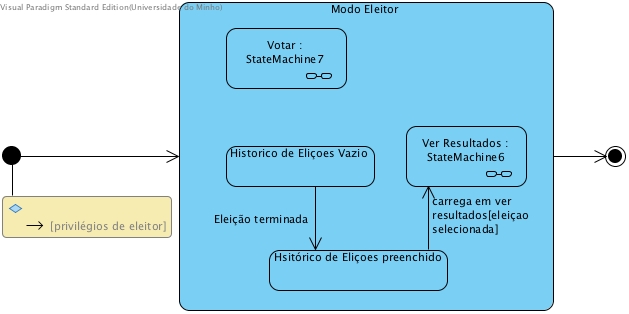 Visual Paradigm Standard Edition(Universidade do Minho)
Modo Eleitor
Votar :
StateMachine7
Ver Resultados :
StateMachine6
Historico de Eliçoes Vazio
[privilégios de eleitor]
Eleição terminada
carrega em ver
resultados[eleiçao
selecionada]
Hsitórico de Eliçoes preenchido